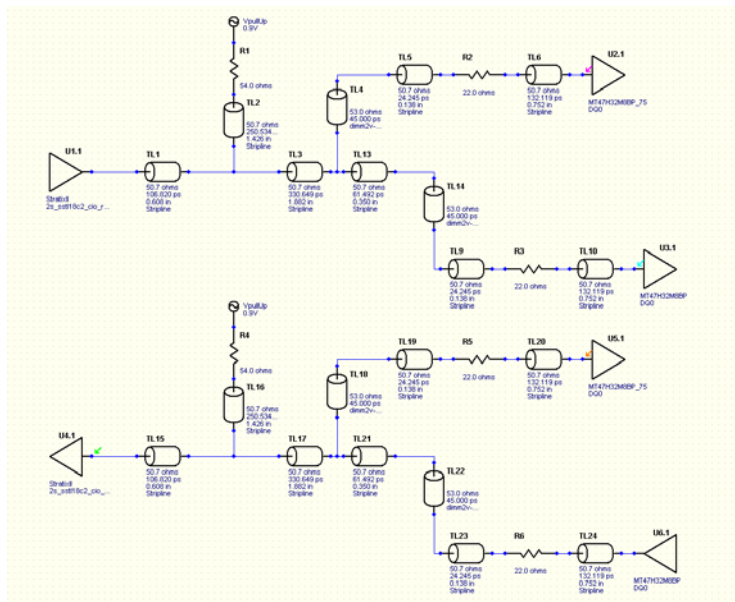 VpullUp
0.9V
R1
54.0 ohms
TL2
50.7 ohms
250.534...
1.426 in
Stripline
U1.1
StratixII
2s_sstl18c2_cio_r...
TL1
50.7 ohms
106.820 ps
0.608 in
Stripline
TL3
50.7 ohms
330.649 ps
1.882 in
Stripline
TL4
53.0 ohms
45.000 ps
dimm2v-...
TL5
50.7 ohms
24.245 ps
0.138 in
Stripline
R2
22.0 ohms
TL6
50.7 ohms
132.119 ps
0.752 in
Stripline
U2.1
MT47H32M8BP_75
DQ0
TL13
50.7 ohms
61.492 ps
0.350 in
Stripline
TL14
53.0 ohms
45.000 ps
dimm2v-...
TL9
50.7 ohms
24.245 ps
0.138 in
Stripline
R3
22.0 ohms
TL10
50.7 ohms
132.119 ps
0.752 in
Stripline
U3.1
MT47H32M8BP
DQ0
VpullUp
0.9V
R4
54.0 ohms
TL16
50.7 ohms
250.534...
1.426 in
Stripline
U4.1
StratixII
2s_sstl18c2_cio_...
TL15
50.7 ohms
106.820 ps
0.608 in
Stripline
TL17
50.7 ohms
330.649 ps
1.882 in
Stripline
TL18
53.0 ohms
45.000 ps
dimm2v-...
TL19
50.7 ohms
24.245 ps
0.138 in
Stripline
R5
22.0 ohms
TL20
50.7 ohms
132.119 ps
0.752 in
Stripline
U5.1
MT47H32M8BP_75
DQ0
TL21
50.7 ohms
61.492 ps
0.350 in
Stripline
TL22
53.0 ohms
45.000 ps
dimm2v-...
TL23
50.7 ohms
24.245 ps
0.138 in
Stripline
R6
22.0 ohms
TL24
50.7 ohms
132.119 ps
0.752 in
Stripline
U6.1
MT47H32M8BP
DQ0